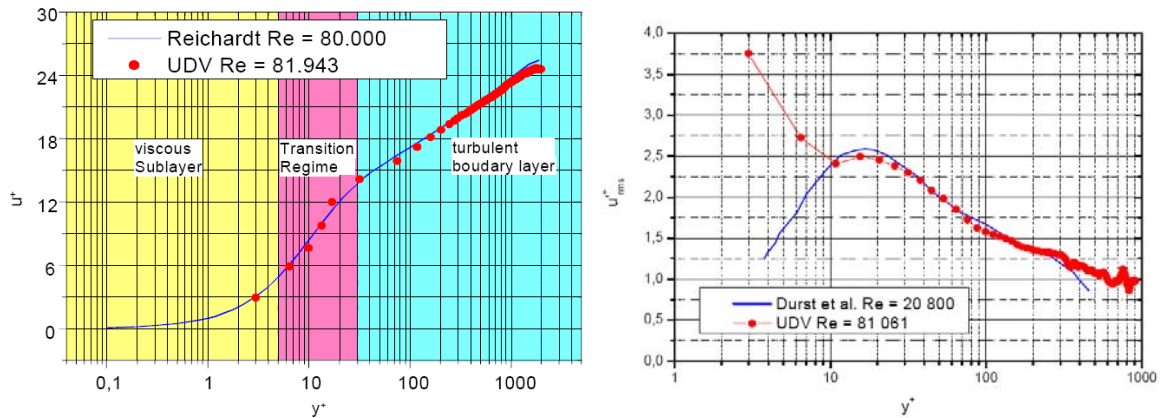 30
24
18
12
6
0
u⁺
Reichardt Re = 80.000
UDV Re = 81.943
viscous
Sublayer
Transition
Regime
turbulent
boudary layer
0,1
1
10
100
1000
y⁺
4,0
3,5
3,0
2,5
2,0
1,5
1,0
0,5
0,0
u'⁺rms
Durst et al. Re = 20 800
UDV Re = 81 061
1
10
100
1000
y⁺